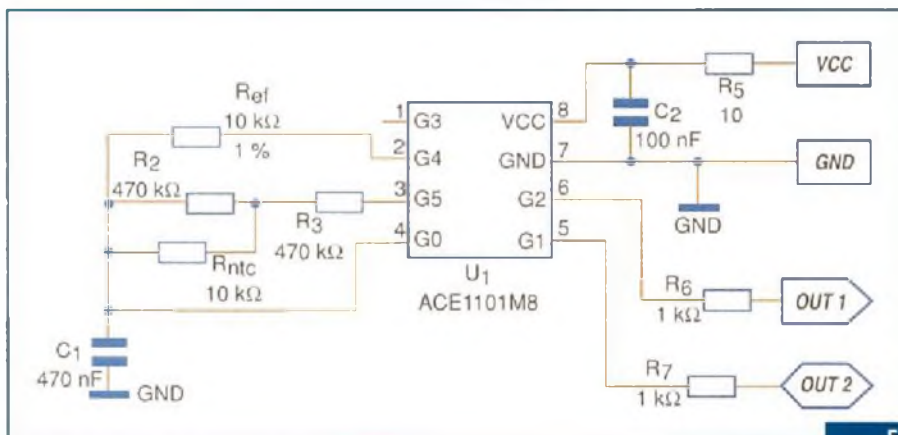 Ref
10 kΩ
1 %
R2
470 kΩ
Rntc
10 kΩ
R3
470 kΩ
C1
470 nF
GND
1
G3
2
G4
3
G5
4
G0
8
VCC
7
GND
6
G2
5
G1
U1
ACE1101M8
C2
100 nF
R5
10
VCC
GND
GND
R6
1 kΩ
OUT 1
R7
1 kΩ
OUT 2